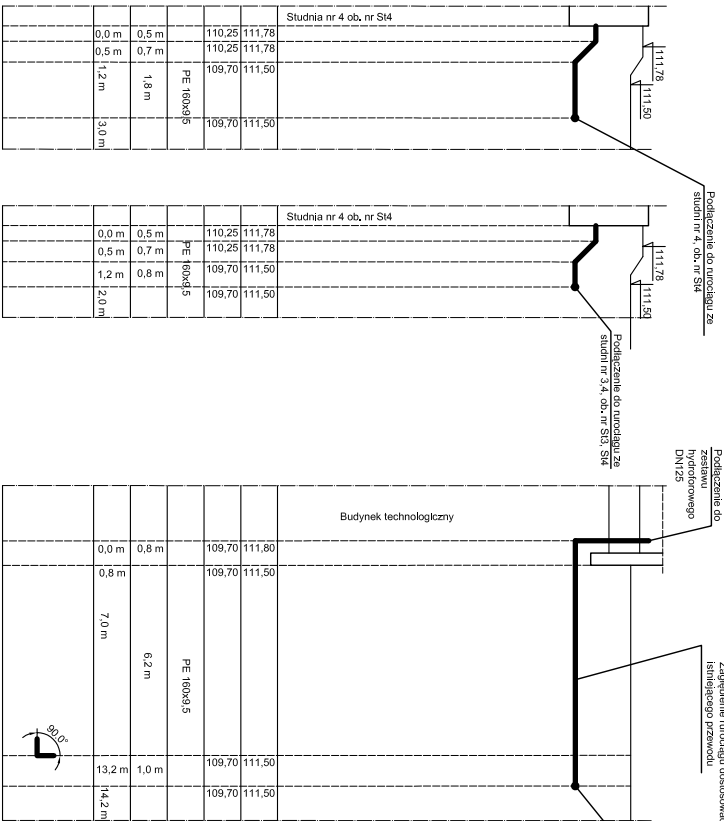 Studnia nr 4 ob. nr St4
0,0 m 0,5 m 110,25 111,78
0,5 m 0,7 m 110,25 111,78
1,2 m 1,8 m PE 160x9,5 109,70 111,50
3,0 m 109,70 111,50
111,78
111,50
Podłączenie do rurociągu ze
studni nr 4, ob. nr St4
Studnia nr 4 ob. nr St4
0,0 m 0,5 m 110,25 111,78
0,5 m 0,7 m PE 160x9,5 110,25 111,78
1,2 m 0,8 m 109,70 111,50
2,0 m 109,70 111,50
111,78
111,50
Podłączenie do rurociągu ze
studni nr 3,4, ob. nr St3, St4
Podłączenie do
zestawu
hydroforowego
DN125
Budynek technologiczny
0,0 m 0,8 m 109,70 111,80
0,8 m 109,70 111,50
7,0 m 6,2 m PE 160x9,5
13,2 m 1,0 m 109,70 111,50
14,2 m 109,70 111,50
90,0°
rurociągu
istniejącego przewodu